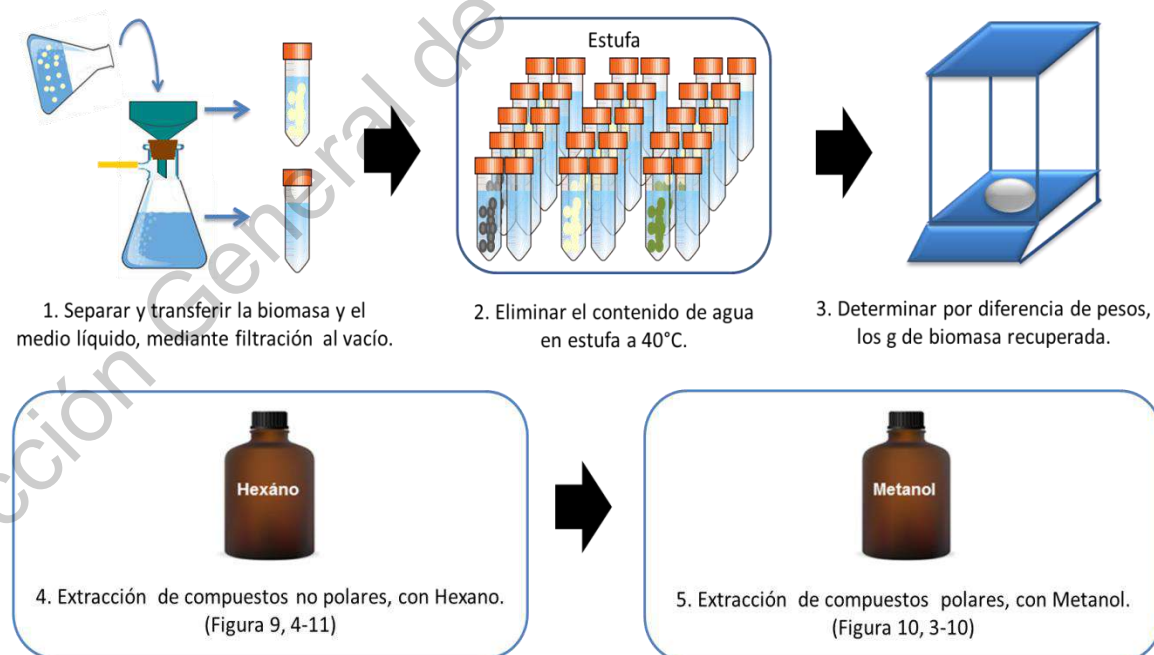 cción General de
Estufa
1. Separar y transferir la biomasa y el
medio líquido, mediante filtración al vacío.
2. Eliminar el contenido de agua
en estufa a 40°C.
3. Determinar por diferencia de pesos,
los g de biomasa recuperada.
Hexáno
4. Extracción de compuestos no polares, con Hexano.
(Figura 9, 4-11)
Metanol
5. Extracción de compuestos polares, con Metanol.
(Figura 10, 3-10)